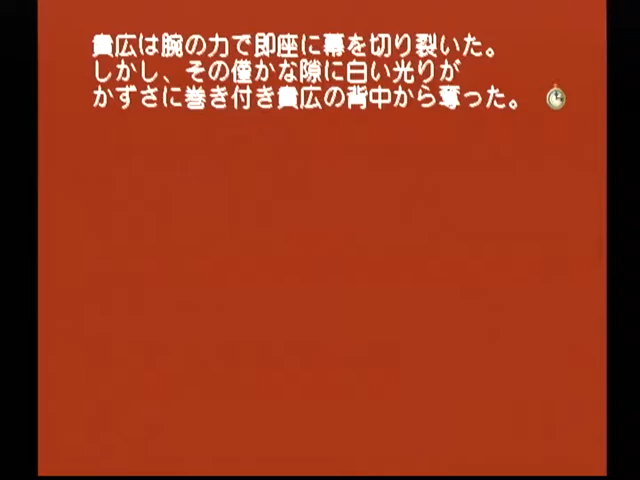 貴広は腕の力で即座に幕を切り裂いた。
しかし、その僅かな隙に白い光りが
かずさに巻き付き貴広の背中から奪った。